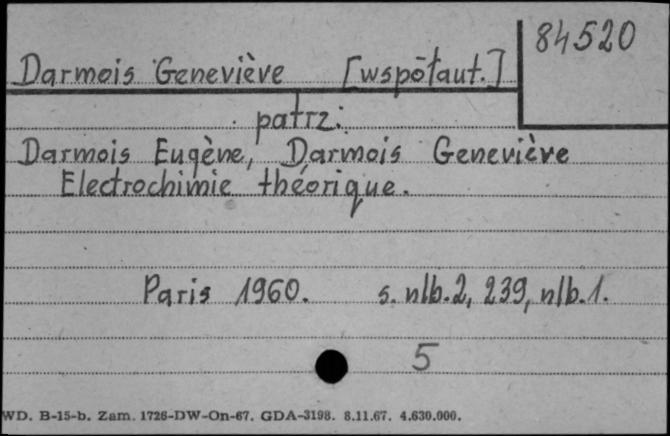 84520
Darmois Geneviève [współaut.]
patrz:
Darmois Eugène, Darmois Geneviève
Electrochimie théorique.
Paris 1960. s. nlb. 2, 239, nlb. 1.
5
WD. B-15-b. Zam. 1726-DW-On-67. GDA-3198. 8.11.67. 4.630.000.